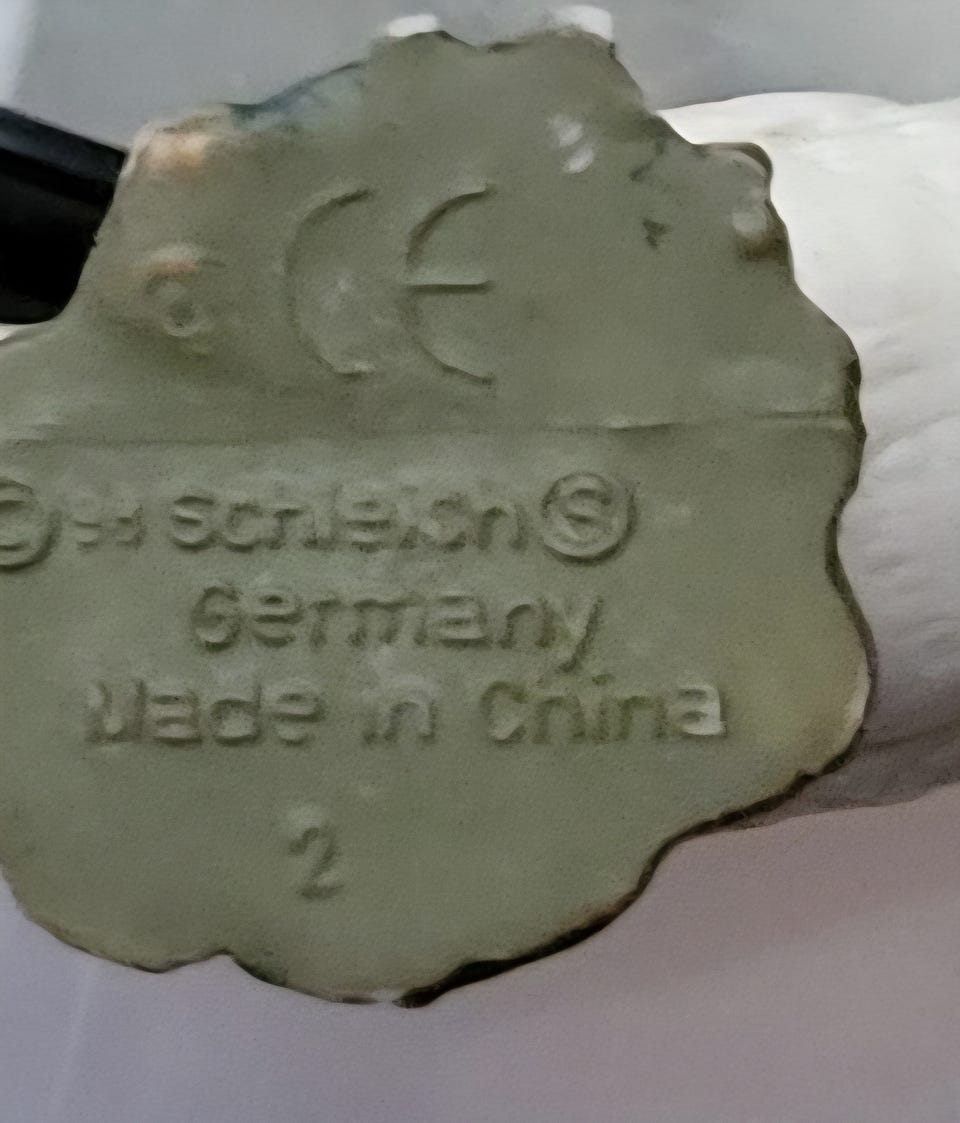 CE
© schleich Ⓢ
Germany
Made in China
2